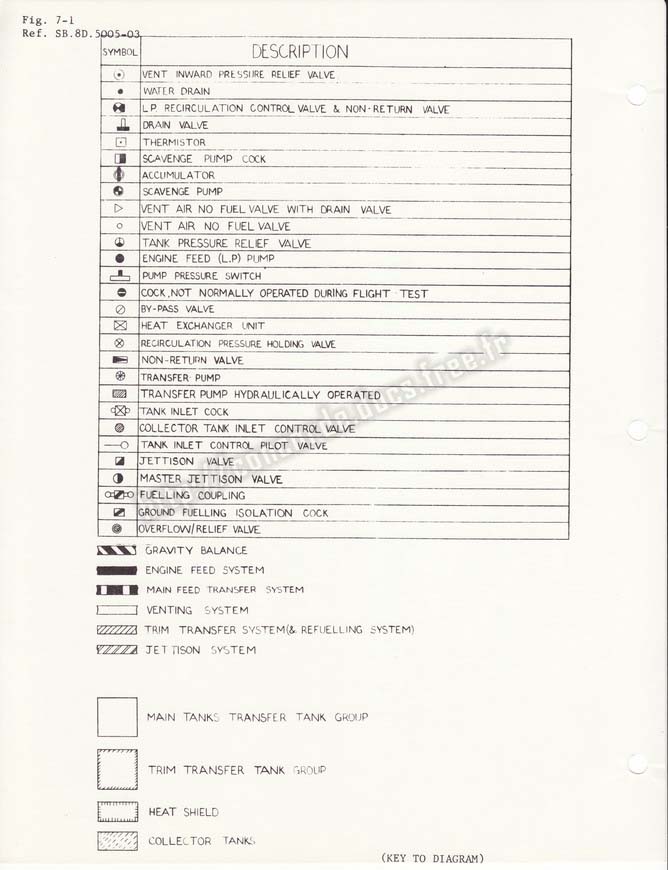 Fig. 7-1
Ref. SB.8D.5005-03
SYMBOL DESCRIPTION
VENT INWARD PRESSURE RELIEF VALVE
WATER DRAIN
L.P. RECIRCULATION CONTROL VALVE & NON-RETURN VALVE
DRAIN VALVE
THERMISTOR
SCAVENGE PUMP COCK
ACCUMULATOR
SCAVENGE PUMP
VENT AIR NO FUEL VALVE WITH DRAIN VALVE
VENT AIR NO FUEL VALVE
TANK PRESSURE RELIEF VALVE
ENGINE FEED (L.P) PUMP
PUMP PRESSURE SWITCH
COCK, NOT NORMALLY OPERATED DURING FLIGHT TEST
BY-PASS VALVE
HEAT EXCHANGER UNIT
RECIRCULATION PRESSURE HOLDING VALVE
NON-RETURN VALVE
TRANSFER PUMP
TRANSFER PUMP HYDRAULICALLY OPERATED
TANK INLET COCK
COLLECTOR TANK INLET CONTROL VALVE
TANK INLET CONTROL PILOT VALVE
JETTISON VALVE
MASTER JETTISON VALVE
FUELLING COUPLING
GROUND FUELLING ISOLATION COCK
OVERFLOW/RELIEF VALVE
GRAVITY BALANCE
ENGINE FEED SYSTEM
MAIN FEED TRANSFER SYSTEM
VENTING SYSTEM
TRIM TRANSFER SYSTEM(& REFUELLING SYSTEM)
JETTISON SYSTEM
MAIN TANKS TRANSFER TANK GROUP
TRIM TRANSFER TANK GROUP
HEAT SHIELD
COLLECTOR TANKS
(KEY TO DIAGRAM)